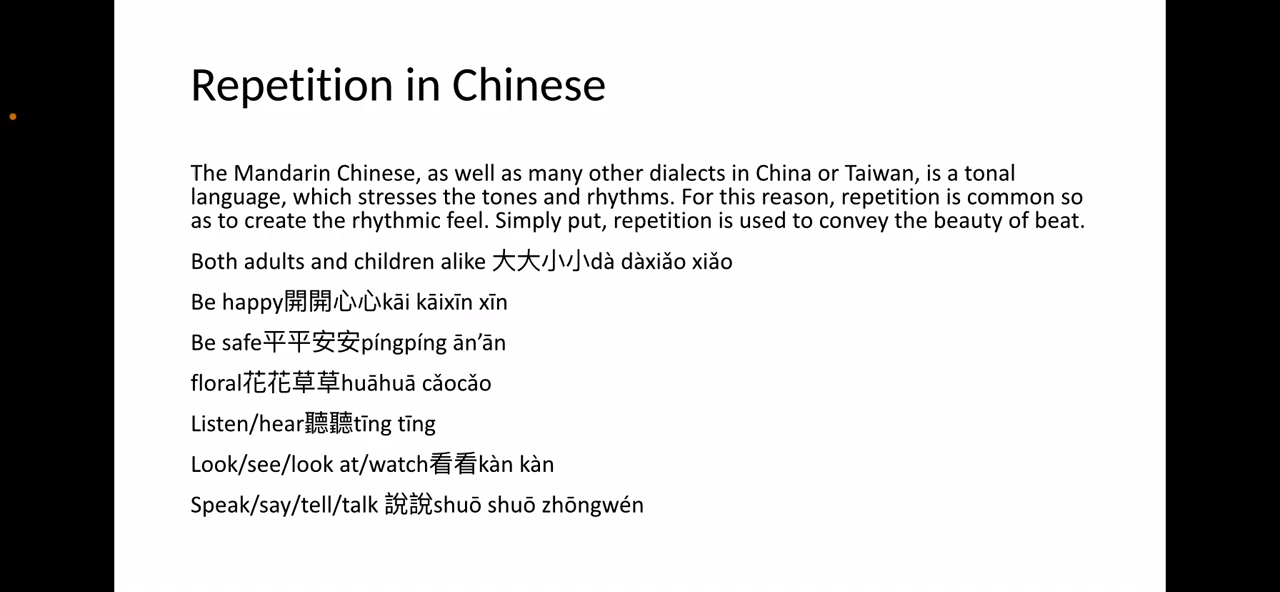 Repetition in Chinese
The Mandarin Chinese, as well as many other dialects in China or Taiwan, is a tonal
language, which stresses the tones and rhythms. For this reason, repetition is common so
as to create the rhythmic feel. Simply put, repetition is used to convey the beauty of beat.
Both adults and children alike 大大小小dà dàxiǎo xiǎo
Be happy開開心心kāi kāixīn xīn
Be safe平平安安píngpíng ān’ān
floral花花草草huāhuā cǎocǎo
Listen/hear聽聽tīng tīng
Look/see/look at/watch看看kàn kàn
Speak/say/tell/talk 說說shuō shuō zhōngwén